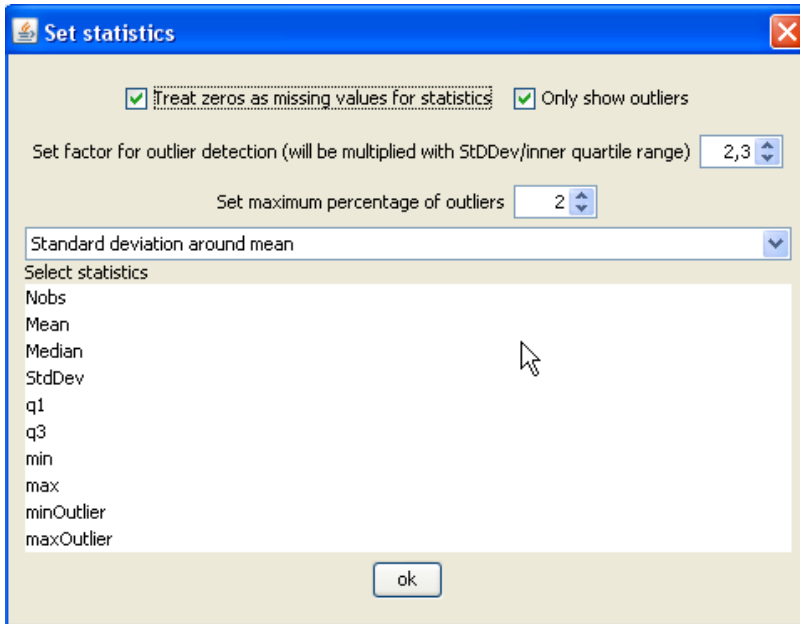 Set statistics
Treat zeros as missing values for statistics Only show outliers
Set factor for outlier detection (will be multiplied with StDDev/inner quartile range) 2,3
Set maximum percentage of outliers 2
Standard deviation around mean
Select statistics
Nobs
Mean
Median
StdDev
q1
q3
min
max
minOutlier
maxOutlier
ok